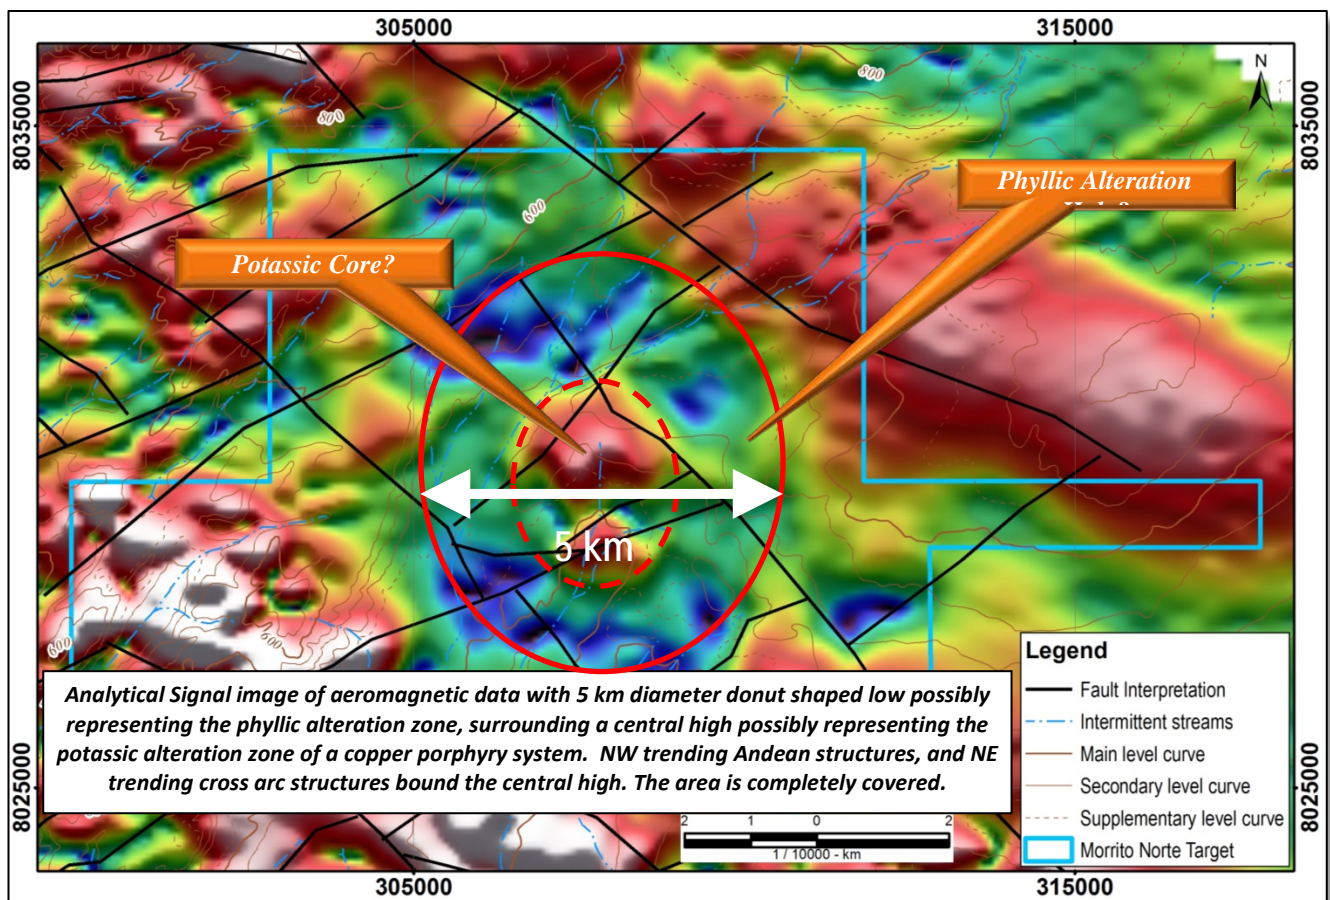 305000
315000
8035000
8035000
800
800
N
Phyllic Alteration
600
Potassic Core?
5 km
600
600
Legend
Fault Interpretation
Intermittent streams
Main level curve
Secondary level curve
Supplementary level curve
Morrito Norte Target
Analytical Signal image of aeromagnetic data with 5 km diameter donut shaped low possibly
representing the phyllic alteration zone, surrounding a central high possibly representing the
potassic alteration zone of a copper porphyry system. NW trending Andean structures, and NE
trending cross arc structures bound the central high. The area is completely covered.
8025000
8025000
2 1 0 2
1 / 10000 - km
305000
315000